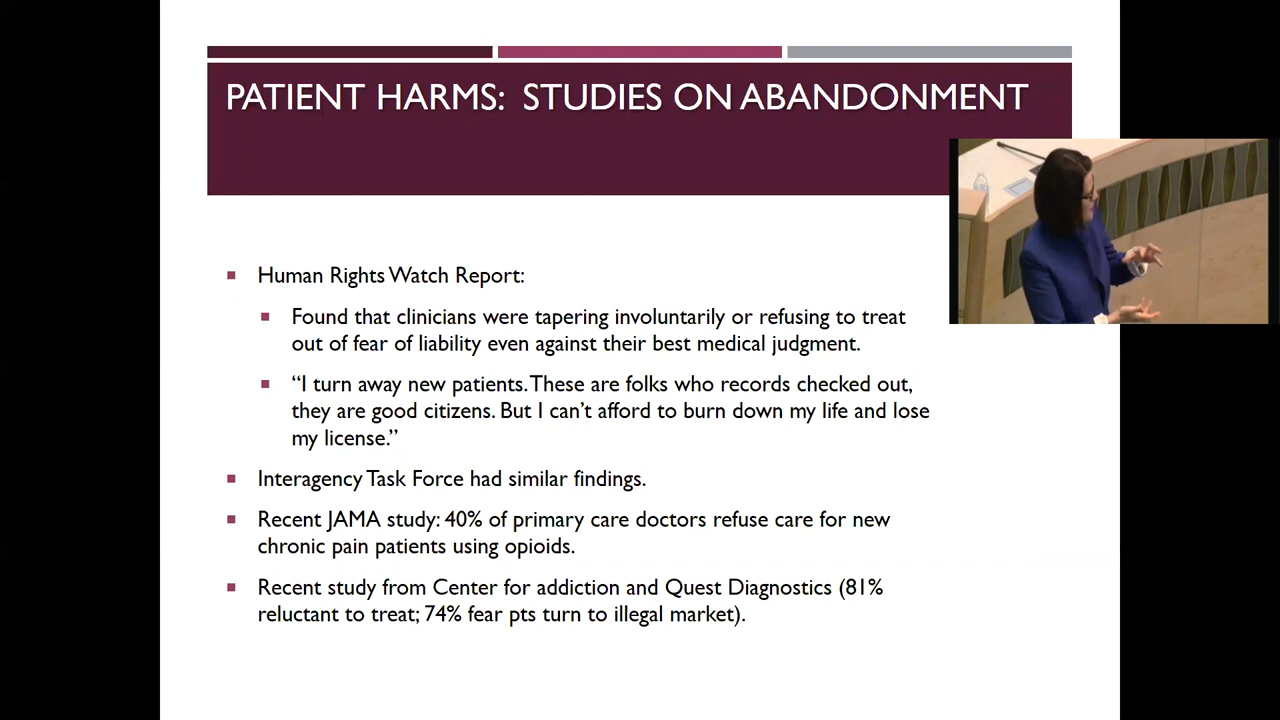 PATIENT HARMS: STUDIES ON ABANDONMENT
Human Rights Watch Report:
Found that clinicians were tapering involuntarily or refusing to treat
out of fear of liability even against their best medical judgment.
“I turn away new patients. These are folks who records checked out,
they are good citizens. But I can’t afford to burn down my life and lose
my license.”
Interagency Task Force had similar findings.
Recent JAMA study: 40% of primary care doctors refuse care for new
chronic pain patients using opioids.
Recent study from Center for addiction and Quest Diagnostics (81%
reluctant to treat; 74% fear pts turn to illegal market).